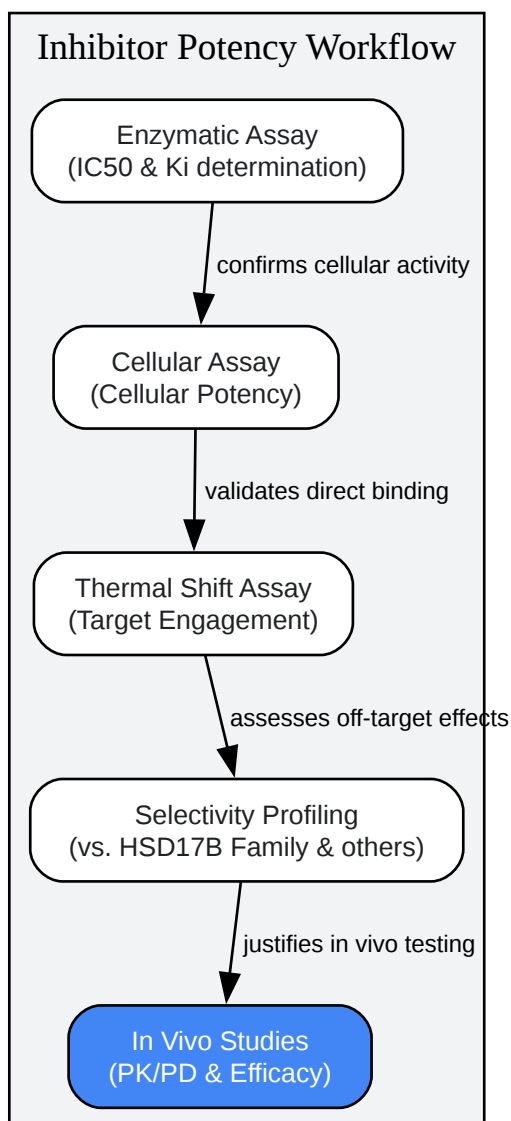 Inhibitor Potency Workflow
Enzymatic Assay
(IC50 & Ki determination)
confirms cellular activity
Cellular Assay
(Cellular Potency)
validates direct binding
Thermal Shift Assay
(Target Engagement)
assesses off-target effects
Selectivity Profiling
(vs. HSD17B Family & others)
justifies in vivo testing
In Vivo Studies
(PK/PD & Efficacy)